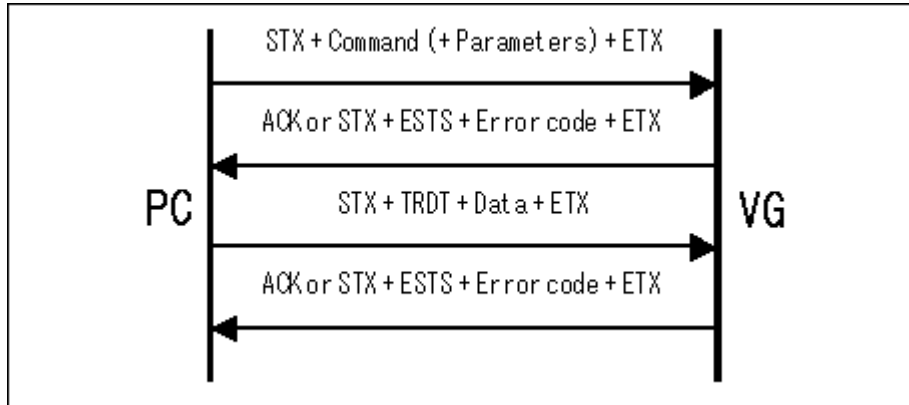 STX + Command (+ Parameters) + ETX
ACK or STX + ESTS + Error code + ETX
PC
STX + TRDT + Data + ETX
VG
ACK or STX + ESTS + Error code + ETX